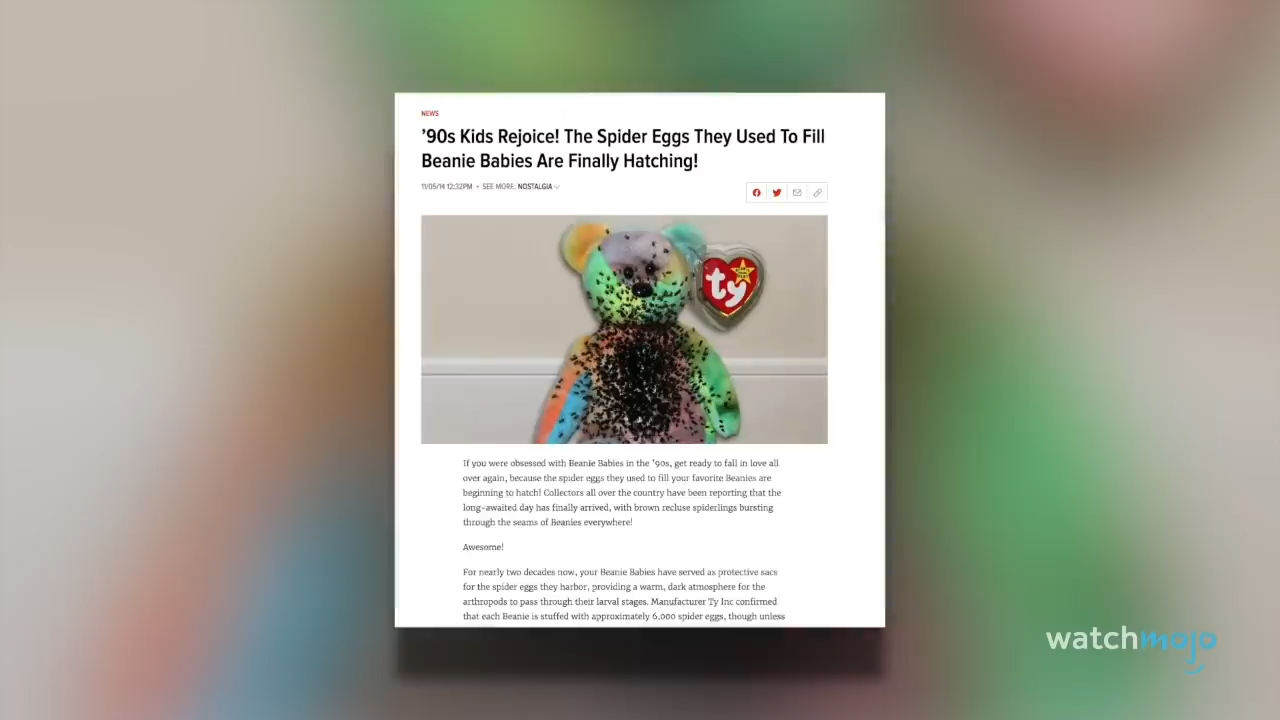 NEWS
’90s Kids Rejoice! The Spider Eggs They Used To Fill
Beanie Babies Are Finally Hatching!
11/05/14 12:32PM • SEE MORE: NOSTALGIA
ty
If you were obsessed with Beanie Babies in the ’90s, get ready to fall in love all
over again, because the spider eggs they used to fill your favorite Beanies are
beginning to hatch! Collectors all over the country have been reporting that the
long-awaited day has finally arrived, with brown recluse spiderlings bursting
through the seams of Beanies everywhere!
Awesome!
For nearly two decades now, your Beanie Babies have served as protective sacs
for the spider eggs they harbor, providing a warm, dark atmosphere for the
arthropods to pass through their larval stages. Manufacturer Ty Inc confirmed
that each Beanie is stuffed with approximately 6,000 spider eggs, though unless
watchmojo